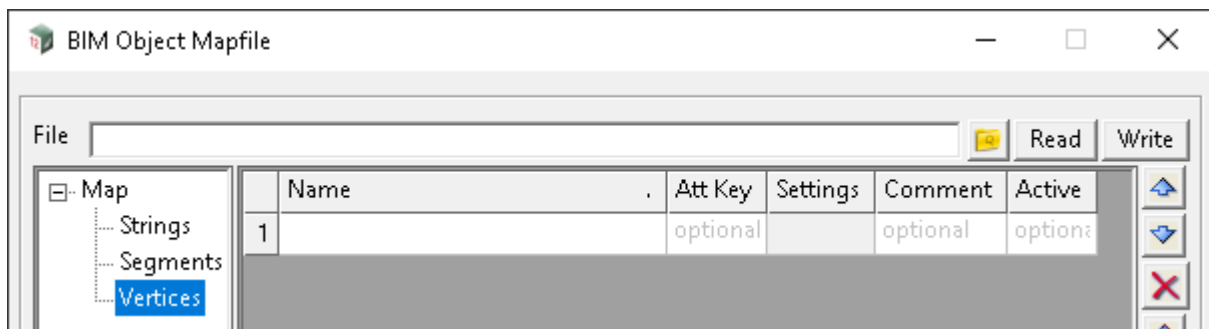 BIM Object Mapfile
File Read Write
Map Name Att Key Settings Comment Active
Strings 1 optional optional optiona
Segments
Vertices